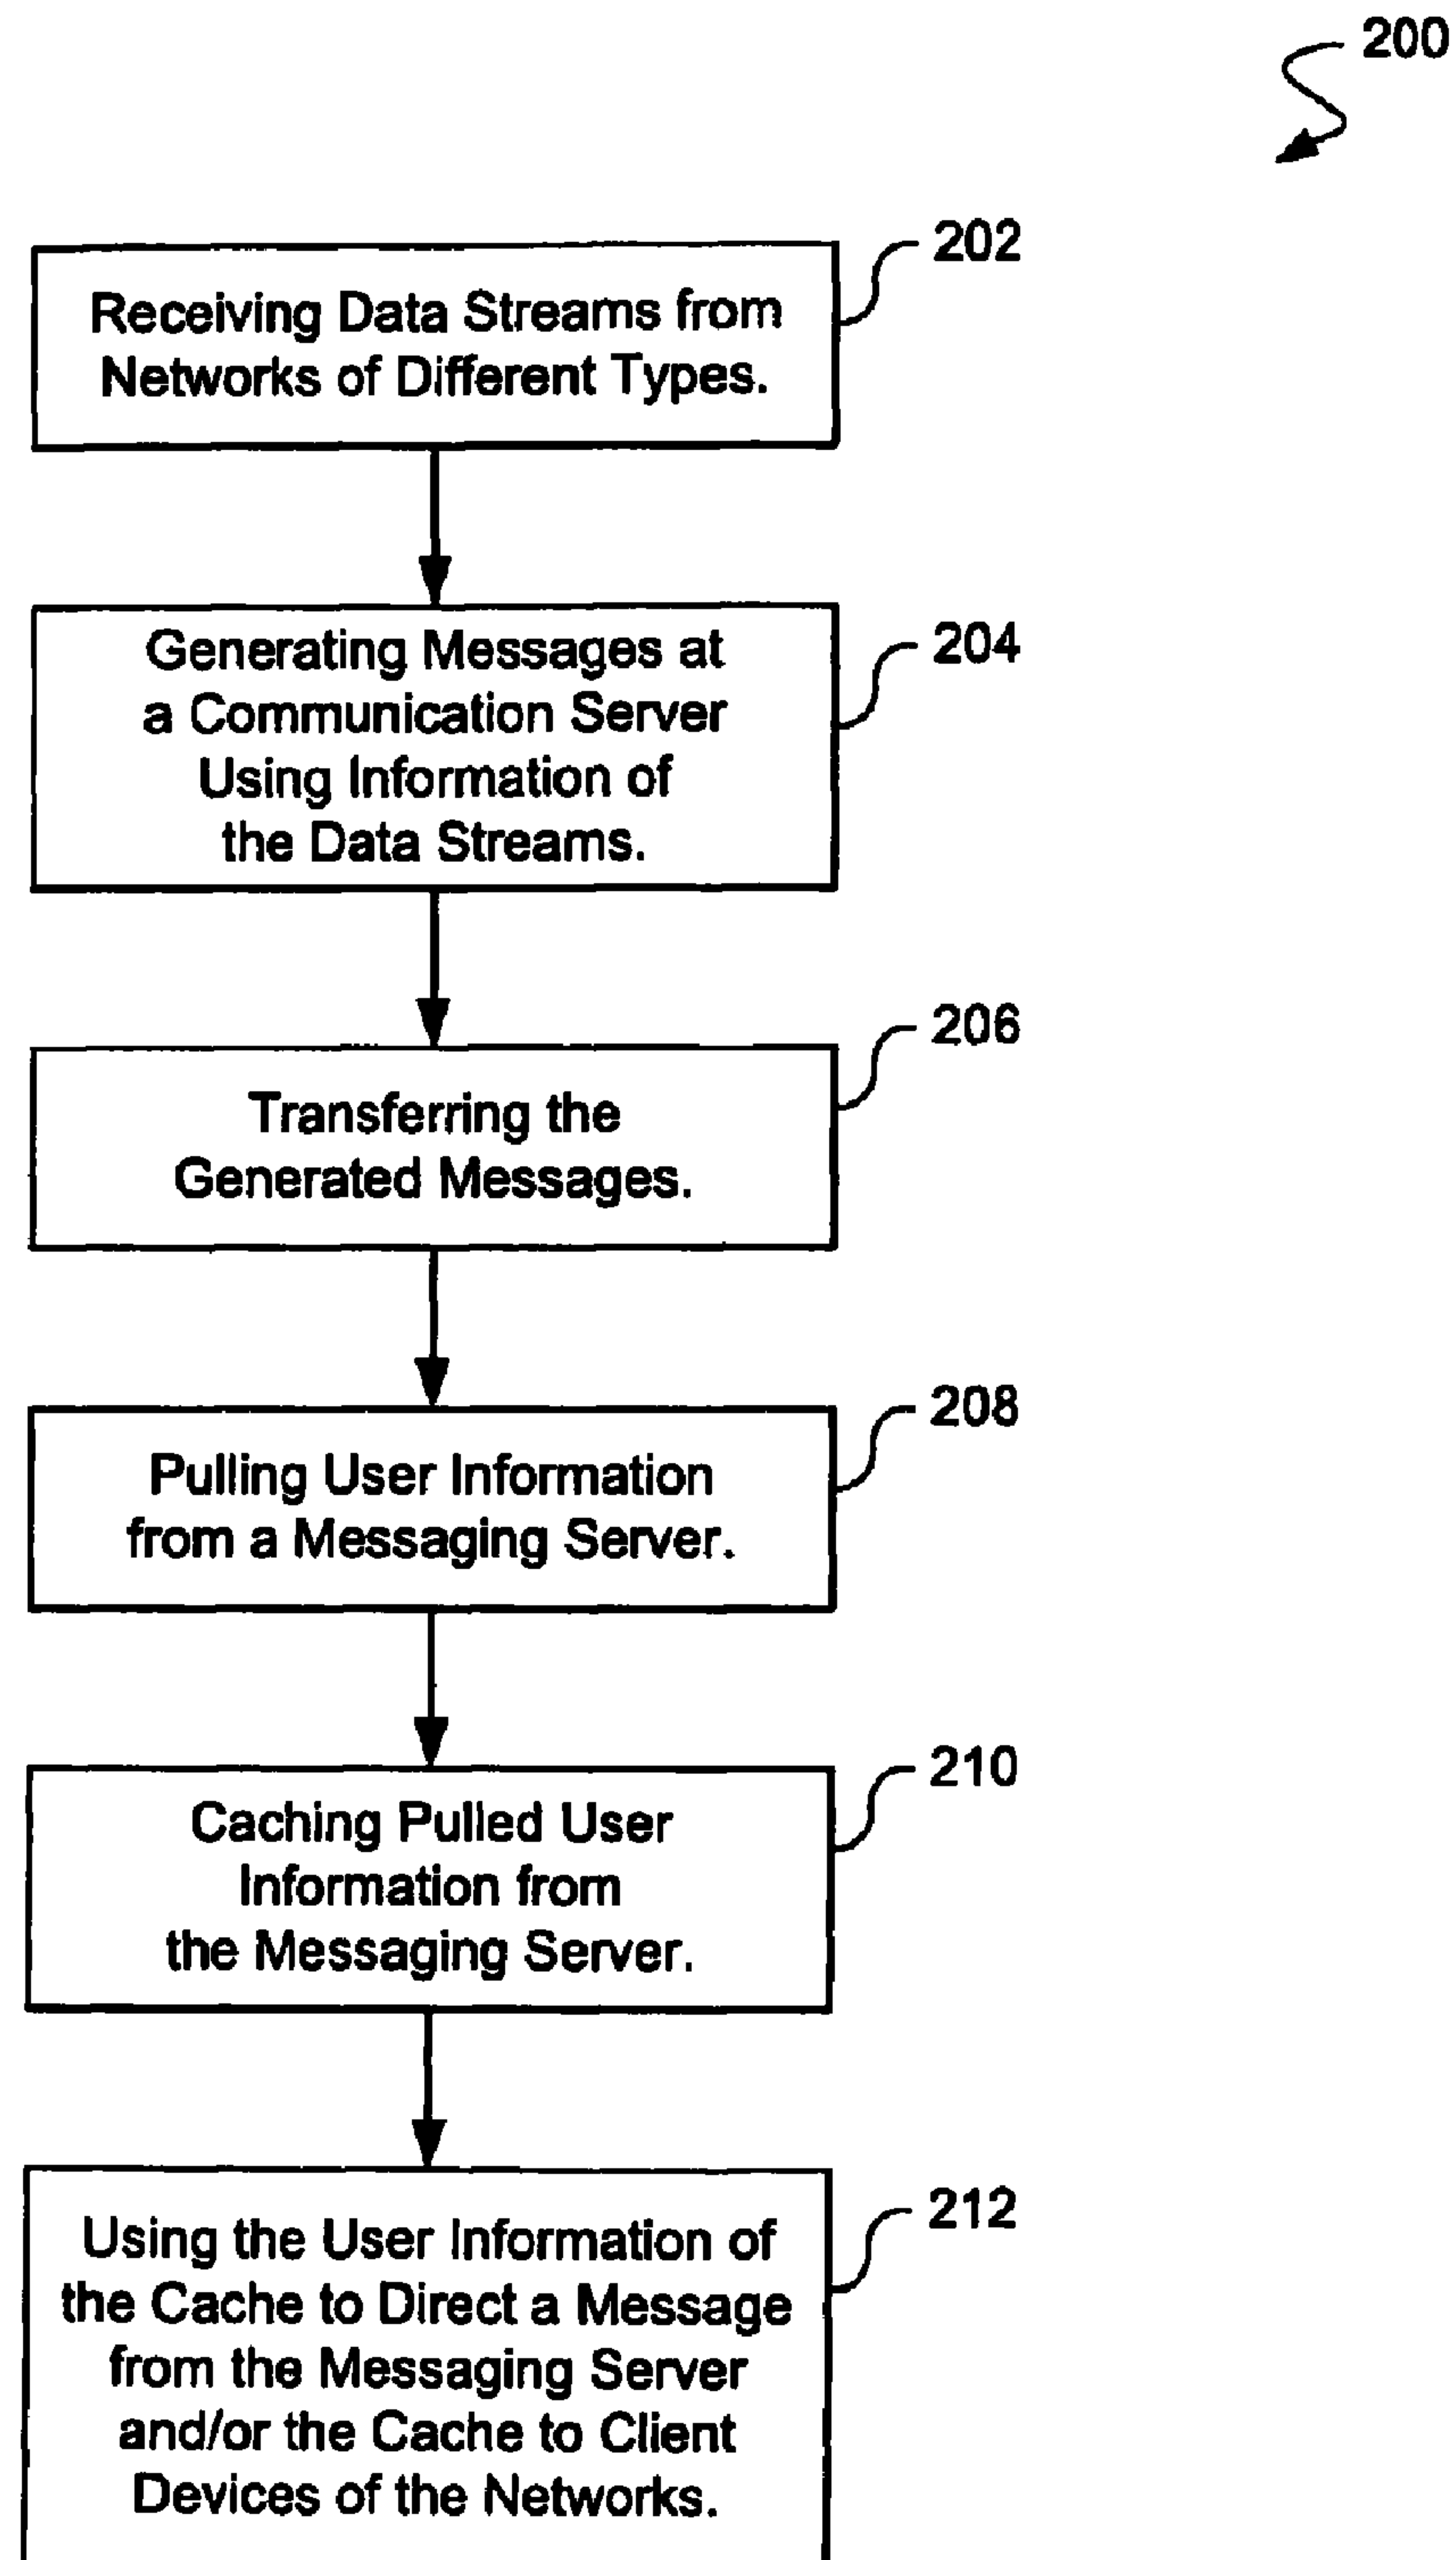 200
202
Receiving Data Streams from
Networks of Different Types.
204
Generating Messages at
a Communication Server
Using Information of
the Data Streams.
206
Transferring the
Generated Messages.
208
Pulling User Information
from a Messaging Server.
210
Caching Pulled User
Information from
the Messaging Server.
212
Using the User Information of
the Cache to Direct a Message
from the Messaging Server
and/or the Cache to Client
Devices of the Networks.